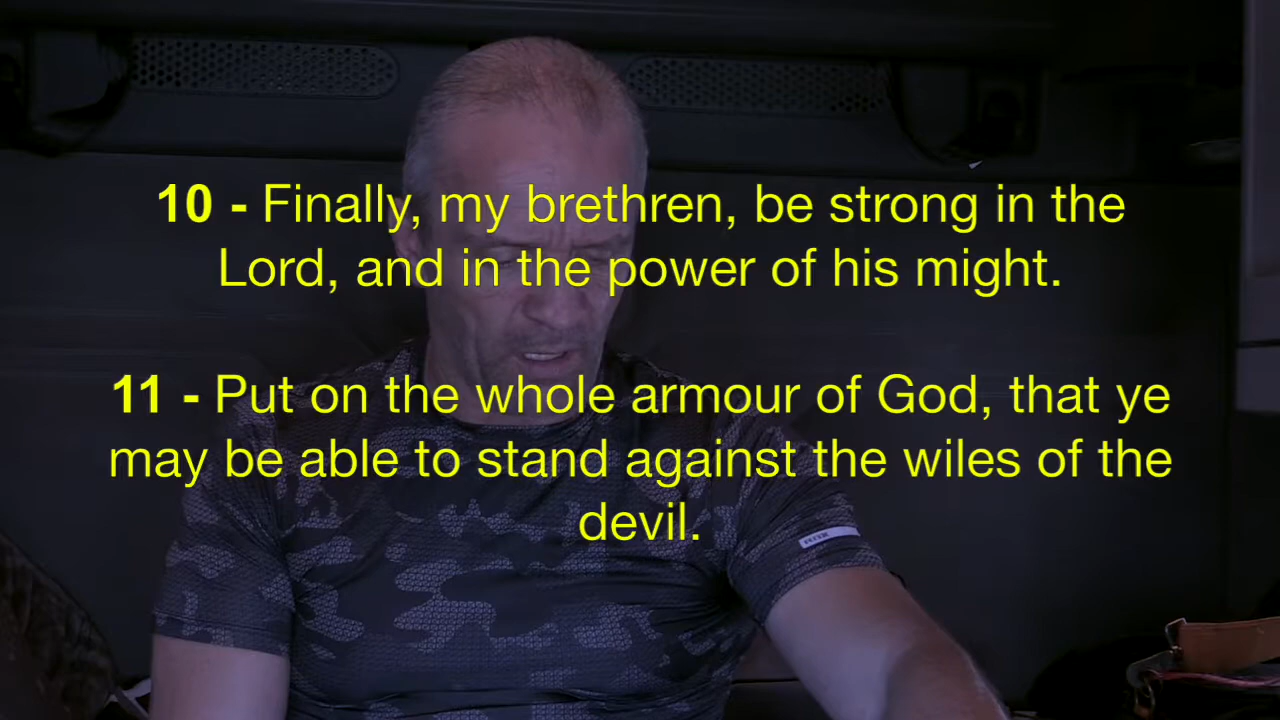 10 - Finally, my brethren, be strong in the
Lord, and in the power of his might.
11 - Put on the whole armour of God, that ye
may be able to stand against the wiles of the
devil.